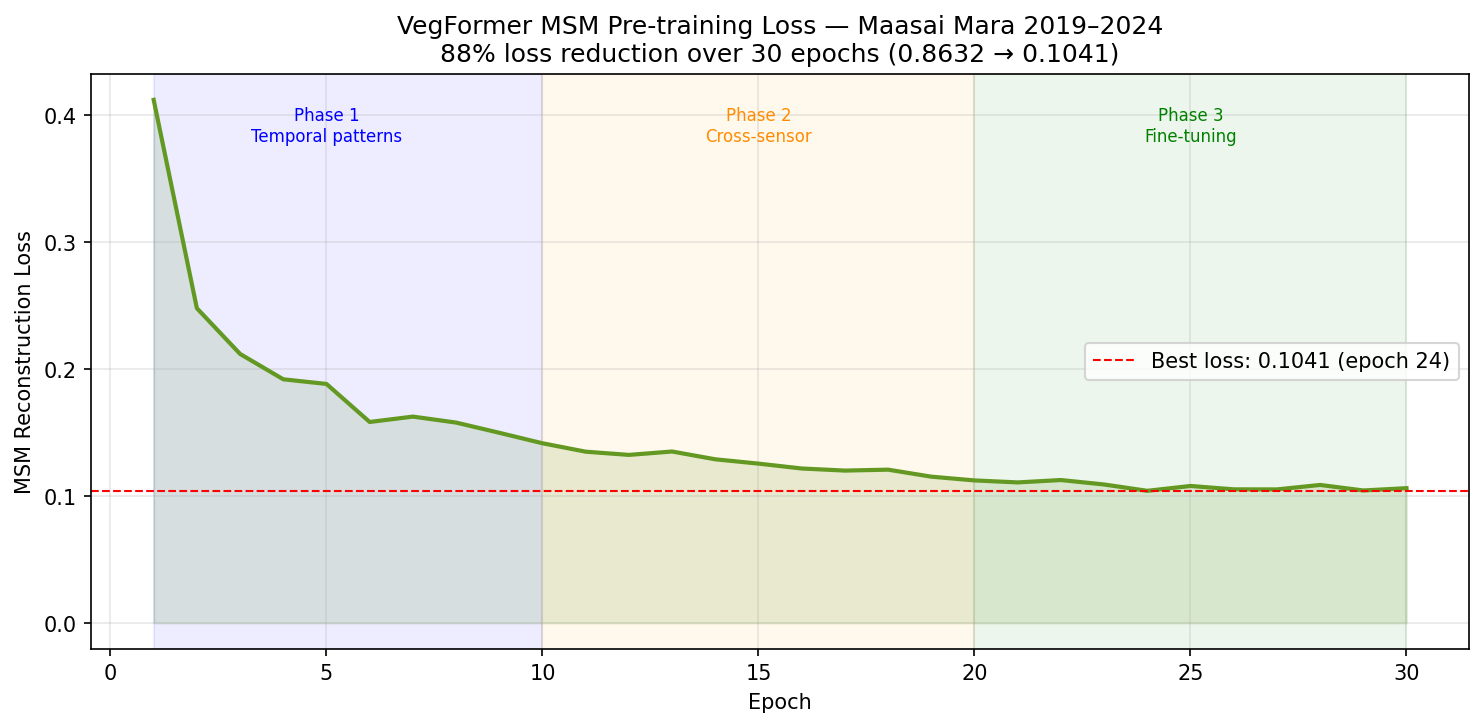 VegFormer MSM Pre-training Loss — Maasai Mara 2019–2024
88% loss reduction over 30 epochs (0.8632 → 0.1041)
Phase 1
Temporal patterns
Phase 2
Cross-sensor
Phase 3
Fine-tuning
Best loss: 0.1041 (epoch 24)
MSM Reconstruction Loss
0.4
0.3
0.2
0.1
0.0
0
5
10
15
20
25
30
Epoch